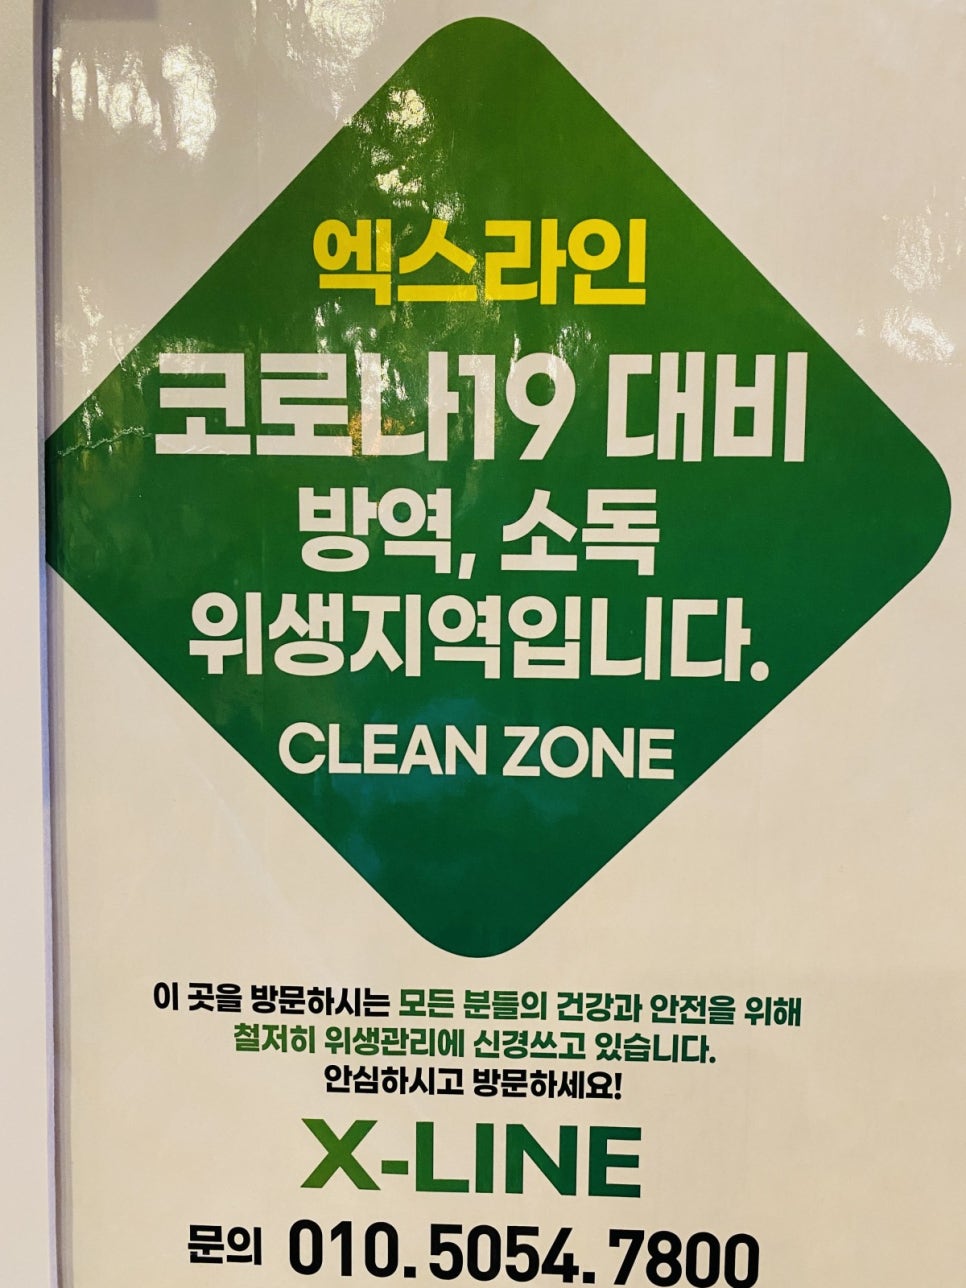 엑스라인
코로나19 대비
방역, 소독
위생지역입니다.
CLEAN ZONE
이 곳을 방문하시는 모든 분들의 건강과 안전을 위해
철저히 위생관리에 신경쓰고 있습니다.
안심하시고 방문하세요!
X-LINE
문의 010.5054.7800